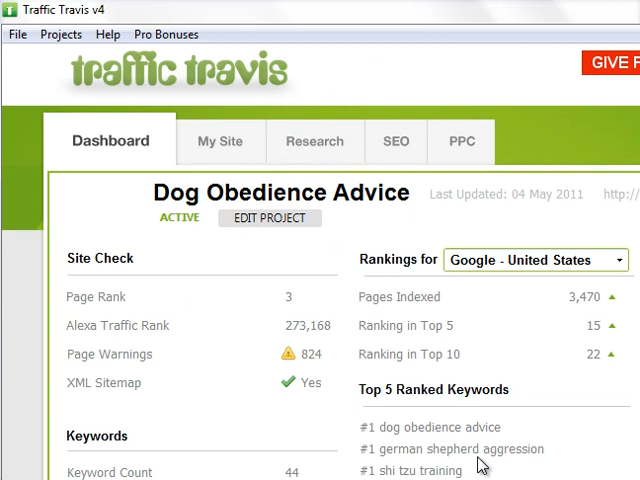 Traffic Travis v4
File Projects Help Pro Bonuses
traffic travis
GIVE
Dashboard My Site Research SEO PPC
Dog Obedience Advice Last Updated: 04 May 2011 http://
ACTIVE EDIT PROJECT
Site Check
Page Rank 3
Alexa Traffic Rank 273,168
Page Warnings 824
XML Sitemap Yes
Keywords
Keyword Count 44
Rankings for Google - United States
Pages Indexed 3,470
Ranking in Top 5 15
Ranking in Top 10 22
Top 5 Ranked Keywords
#1 dog obedience advice
#1 german shepherd aggression
#1 shi tzu training